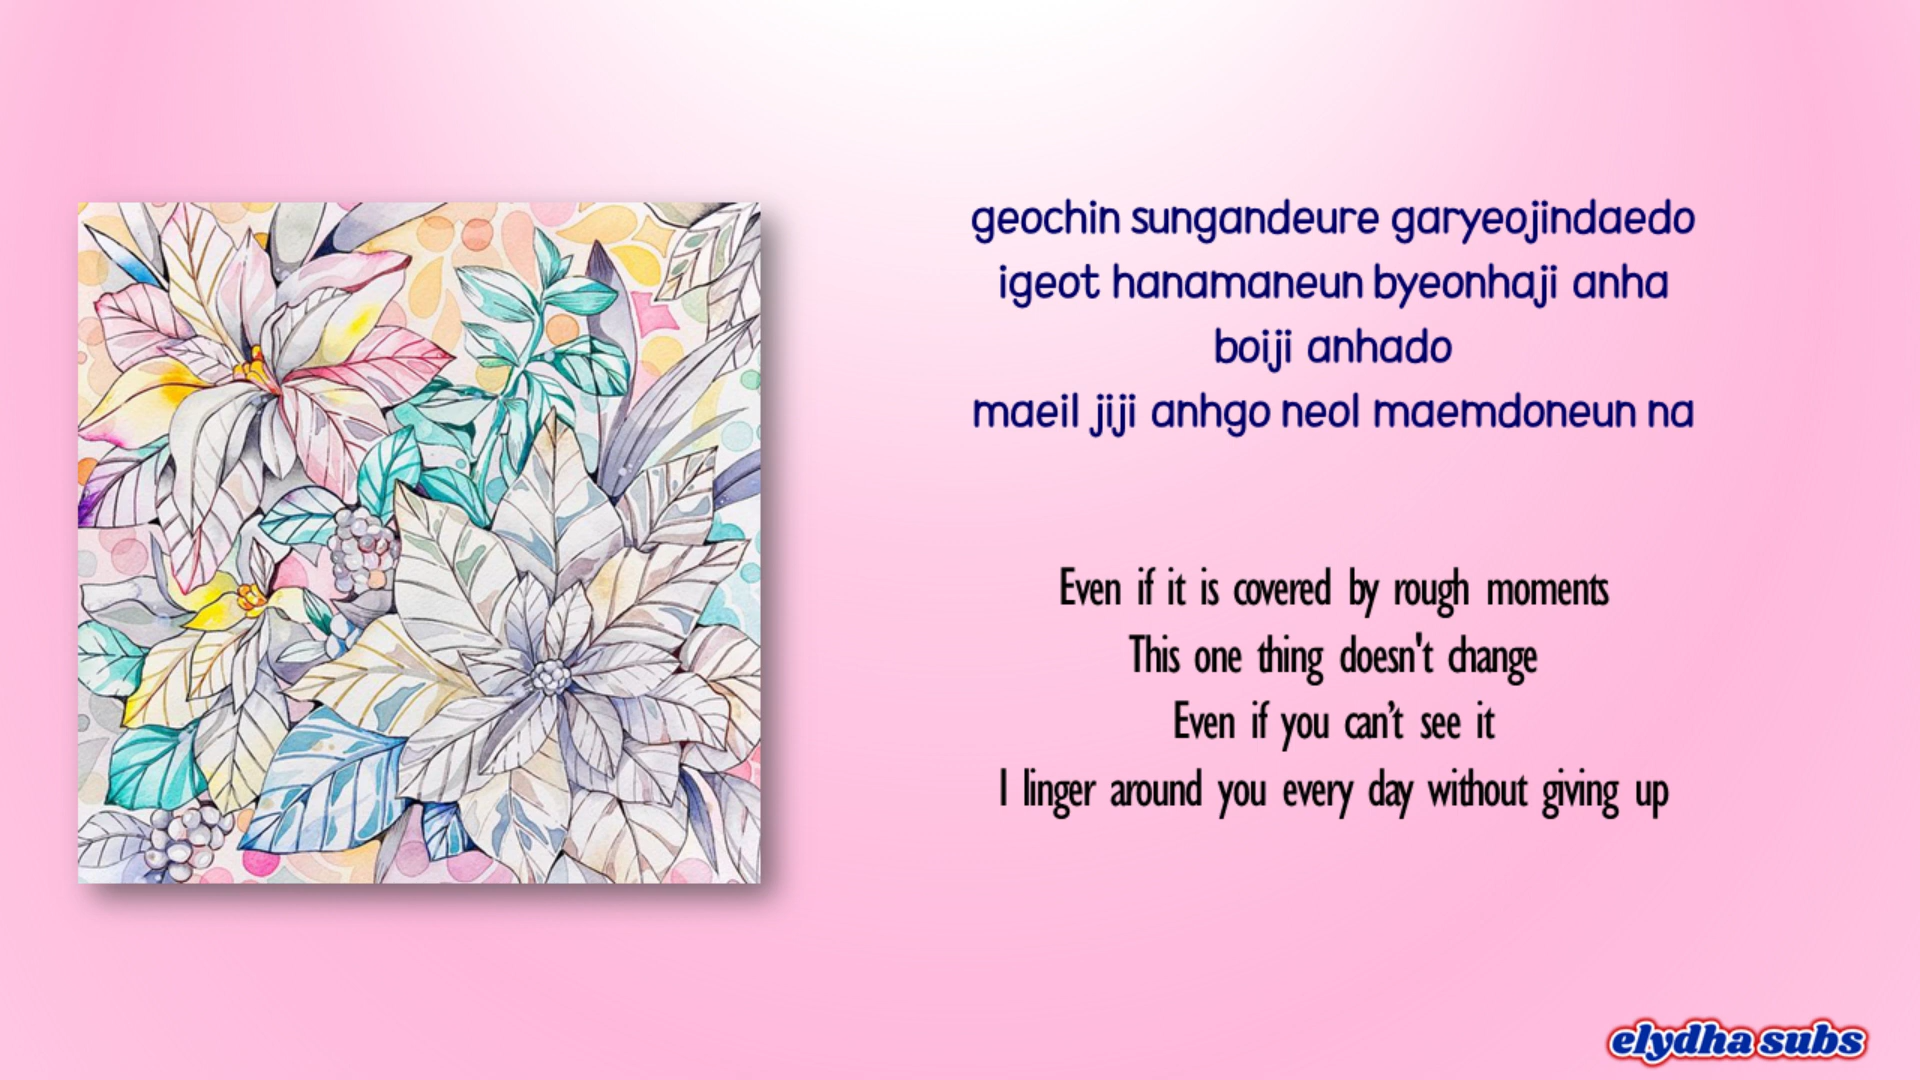 geochin sungandeure garyeojindaedo
igeot hanamaneun byeonhaji anha
boiji anhado
maeil jiji anhgo neol maemdoneun na
Even if it is covered by rough moments
This one thing doesn't change
Even if you can’t see it
I linger around you every day without giving up
elydha subs